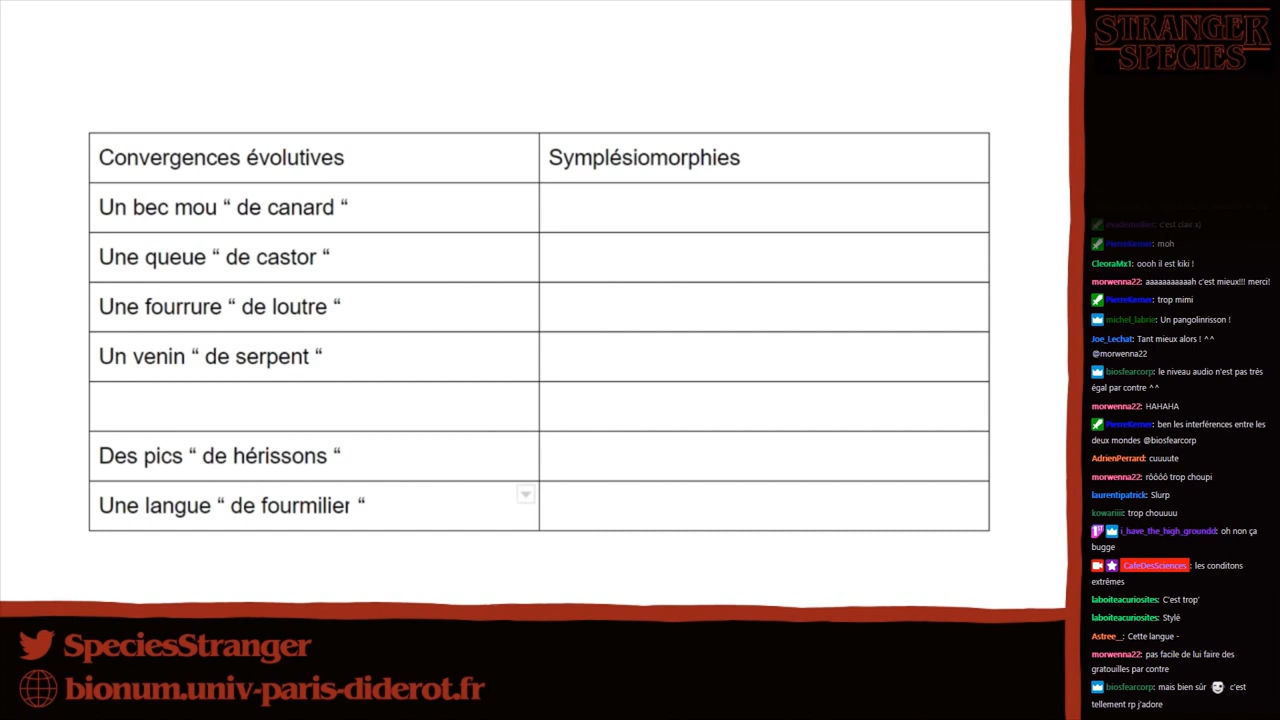 STRANGER
SPECIES
Convergences évolutives
Symplésiomorphies
Un bec mou “ de canard “
Une queue “ de castor “
Une fourrure “ de loutre “
Un venin “ de serpent “
Des pics “ de hérissons “
Une langue “ de fourmilier “
c'est clair x)
PierreKerner: moh
CleoraMx1: oooh il est kiki !
morwenna22: aaaaaaaaaaah c'est mieux!!! merci!
PierreKerner: trop mimi
michel_labrie: Un pangolinrisson !
Joe_Lechat: Tant mieux alors ! ^^
@morwenna22
biosfearcorp: le niveau audio n'est pas très
égal par contre ^^
morwenna22: HAHAHA
PierreKerner: ben les interférences entre les
deux mondes @biosfearcorp
AdrienPerrard: cuuuute
morwenna22: rôôôô trop choupi
laurentipatrick: Slurp
kowariiii: trop chouuuu
i_have_the_high_groundd: oh non ça
bugge
CafeDesSciences : les conditons
extrêmes
laboiteacuriosites: C'est trop'
laboiteacuriosites: Stylé
Astree__: Cette langue -
morwenna22: pas facile de lui faire des
gratouilles par contre
biosfearcorp: mais bien sûr c'est
tellement rp j'adore
SpeciesStranger
bionum.univ-paris-diderot.fr